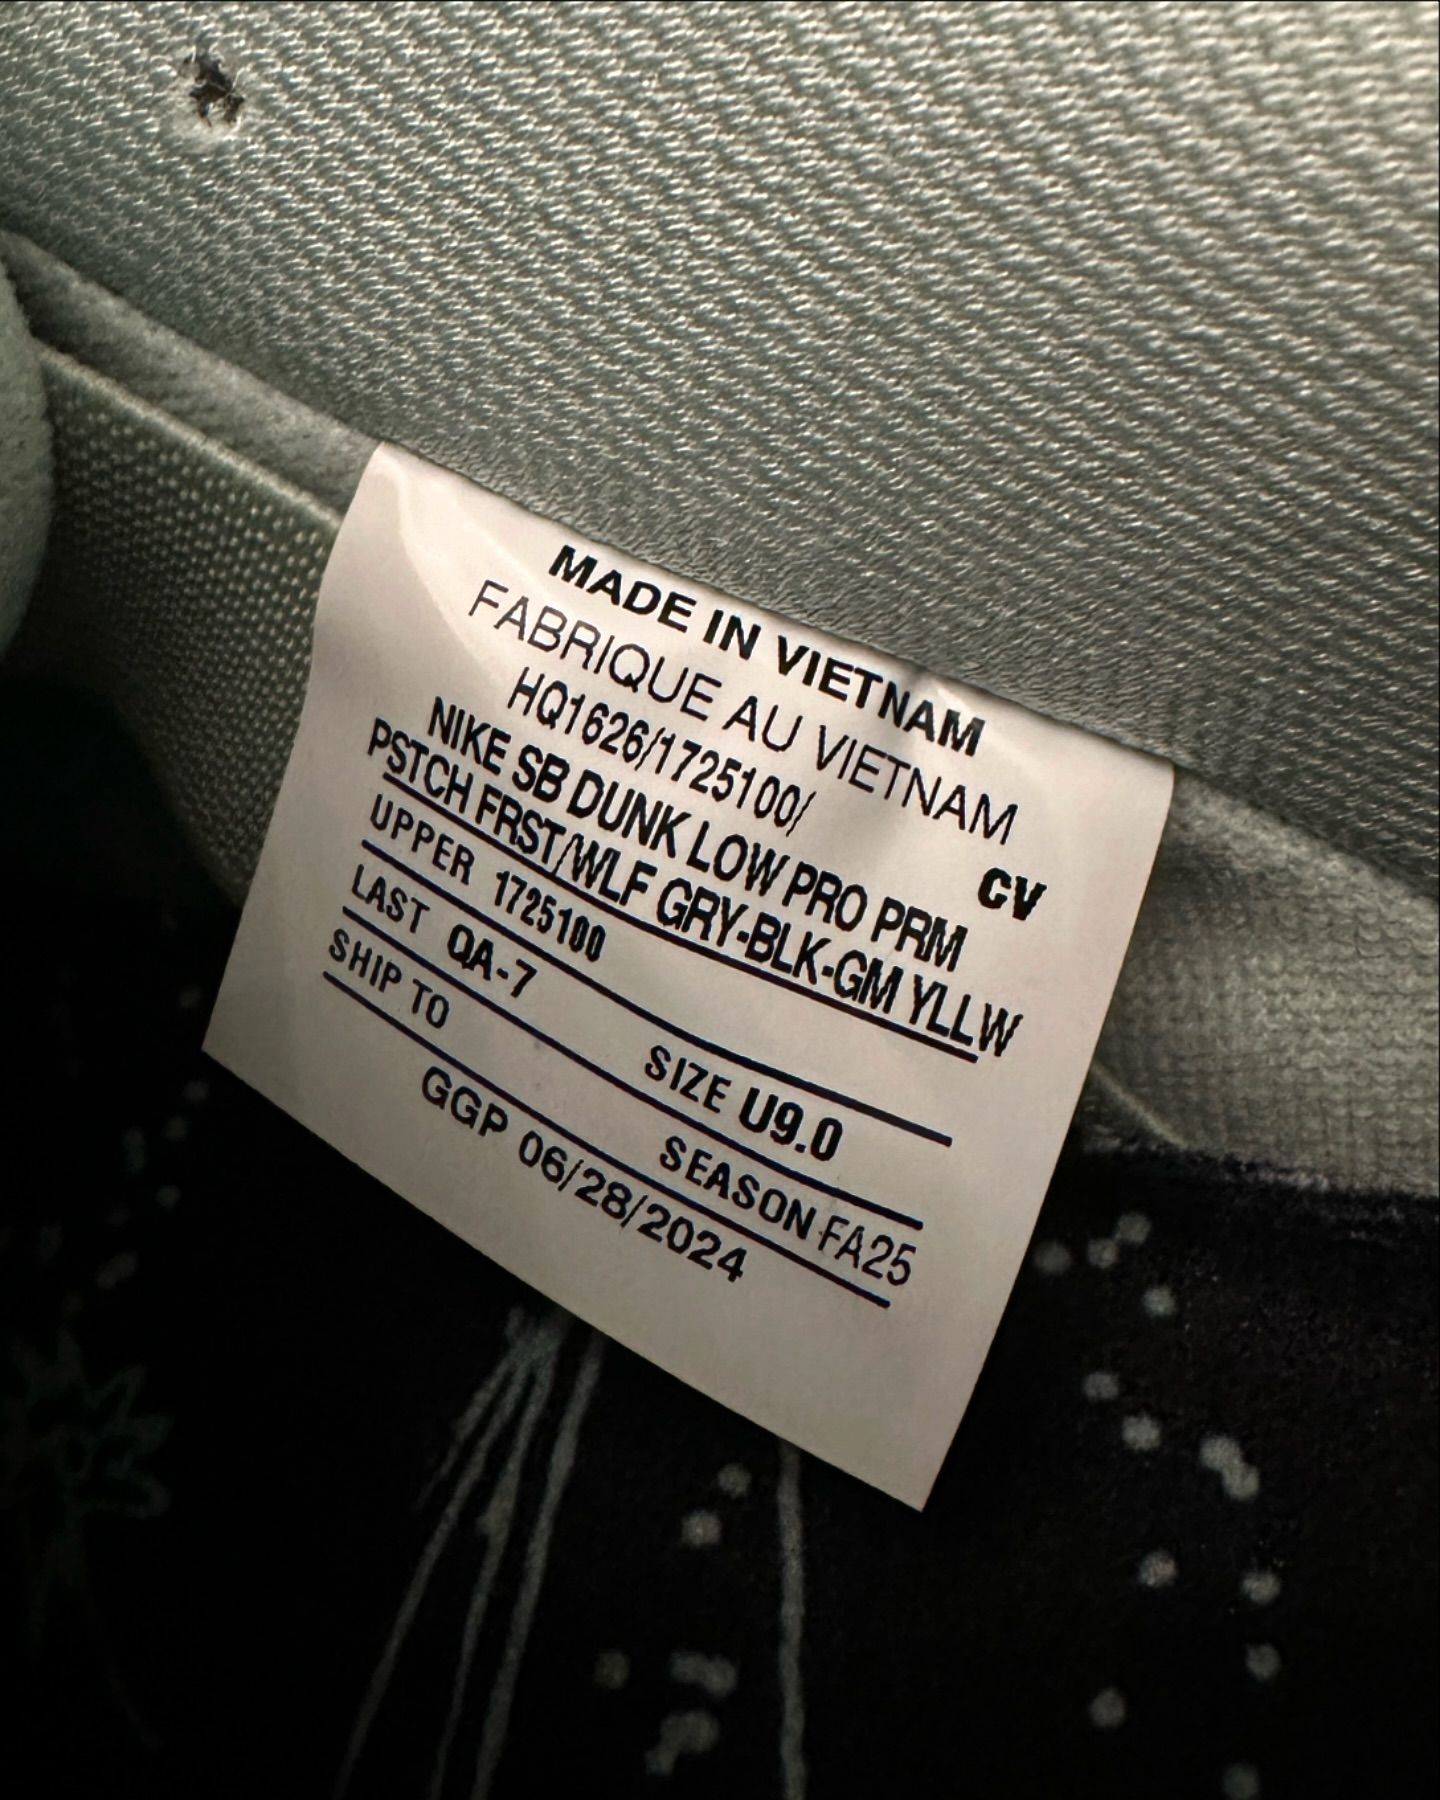 MADE IN VIETNAM
FABRIQUE AU VIETNAM
HQ1626/1725100/
CV
NIKE SB DUNK LOW PRO PRM
PSTCH FRST/WLF GRY-BLK-GM YLLW
UPPER 1725100
LAST QA-7 SIZE U9.0
SHIP TO SEASON FA25
GGP 06/28/2024